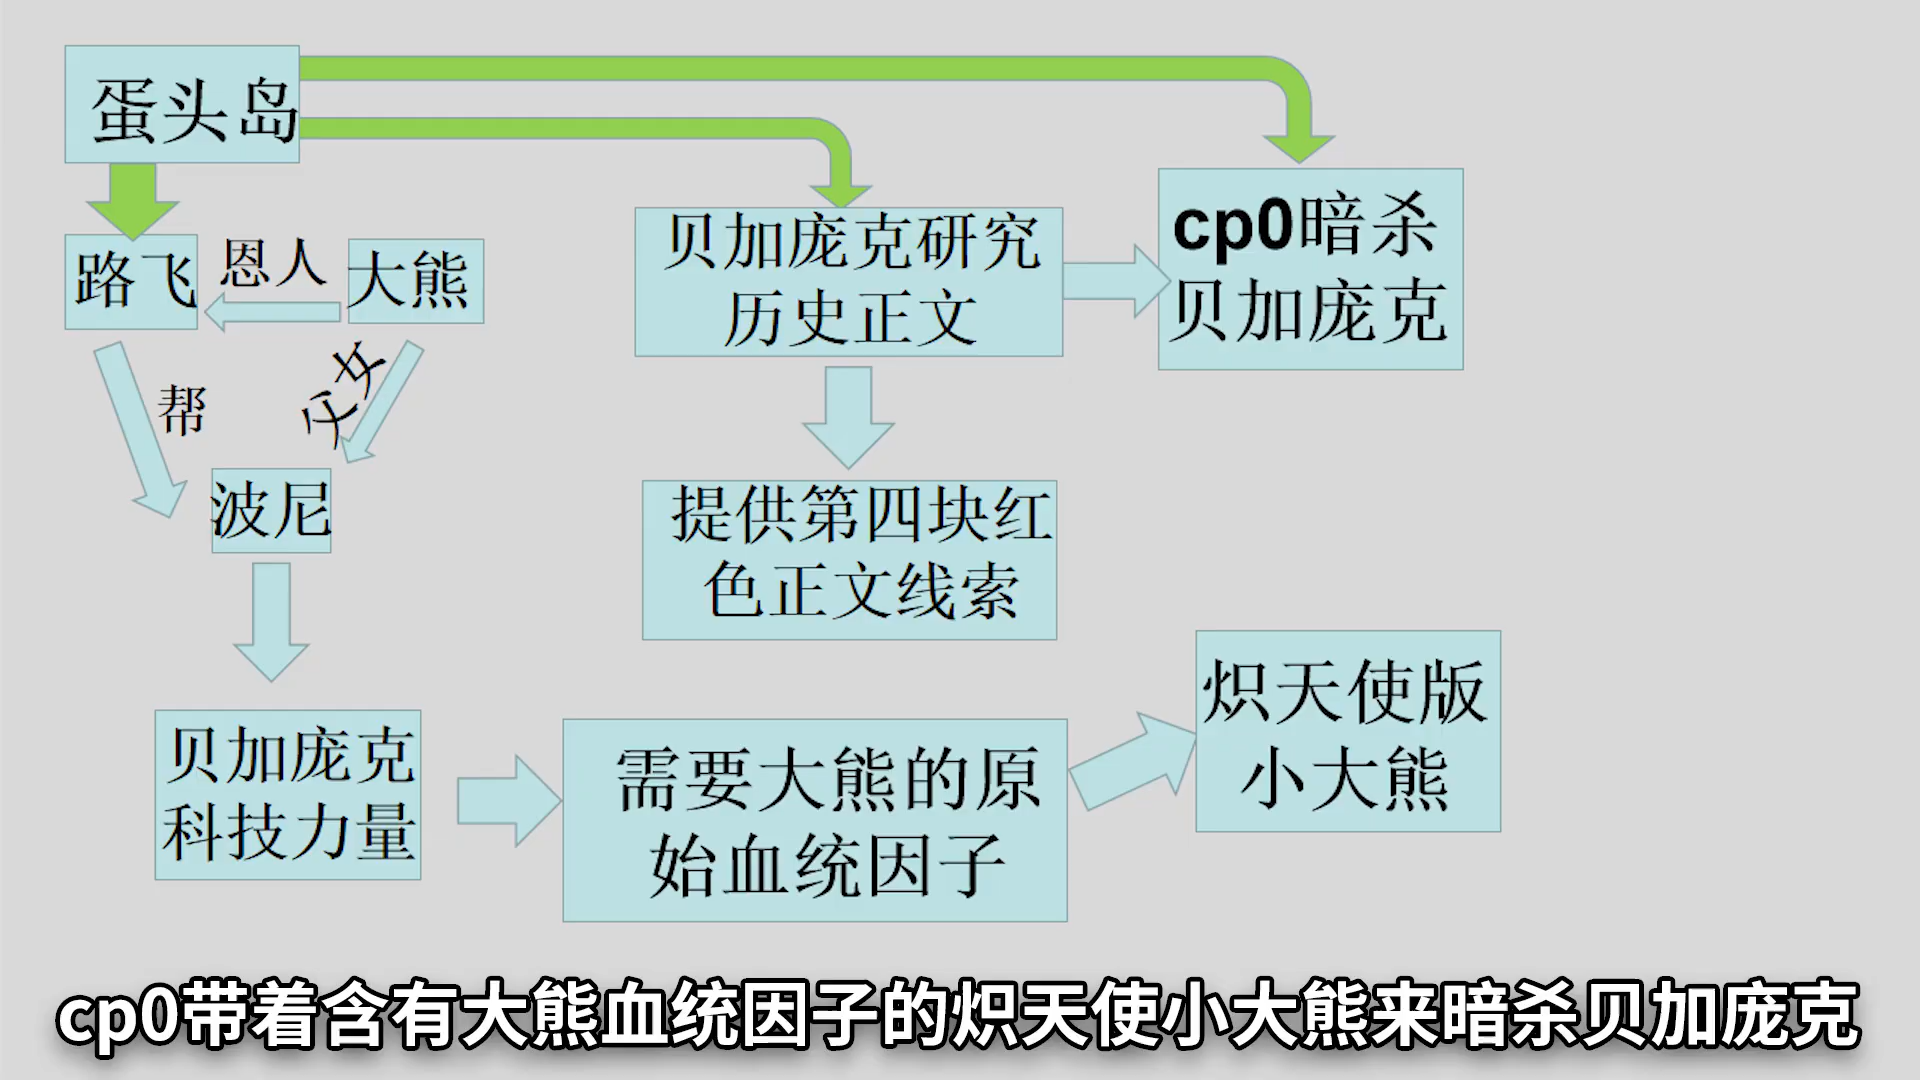 蛋头岛
路飞
恩人
大熊
贝加庞克研究
历史正文
cp0暗杀
贝加庞克
帮
父女
波尼
提供第四块红
色正文线索
贝加庞克
科技力量
需要大熊的原
始血统因子
炽天使版
小大熊
cp0带着含有大熊血统因子的炽天使小大熊来暗杀贝加庞克